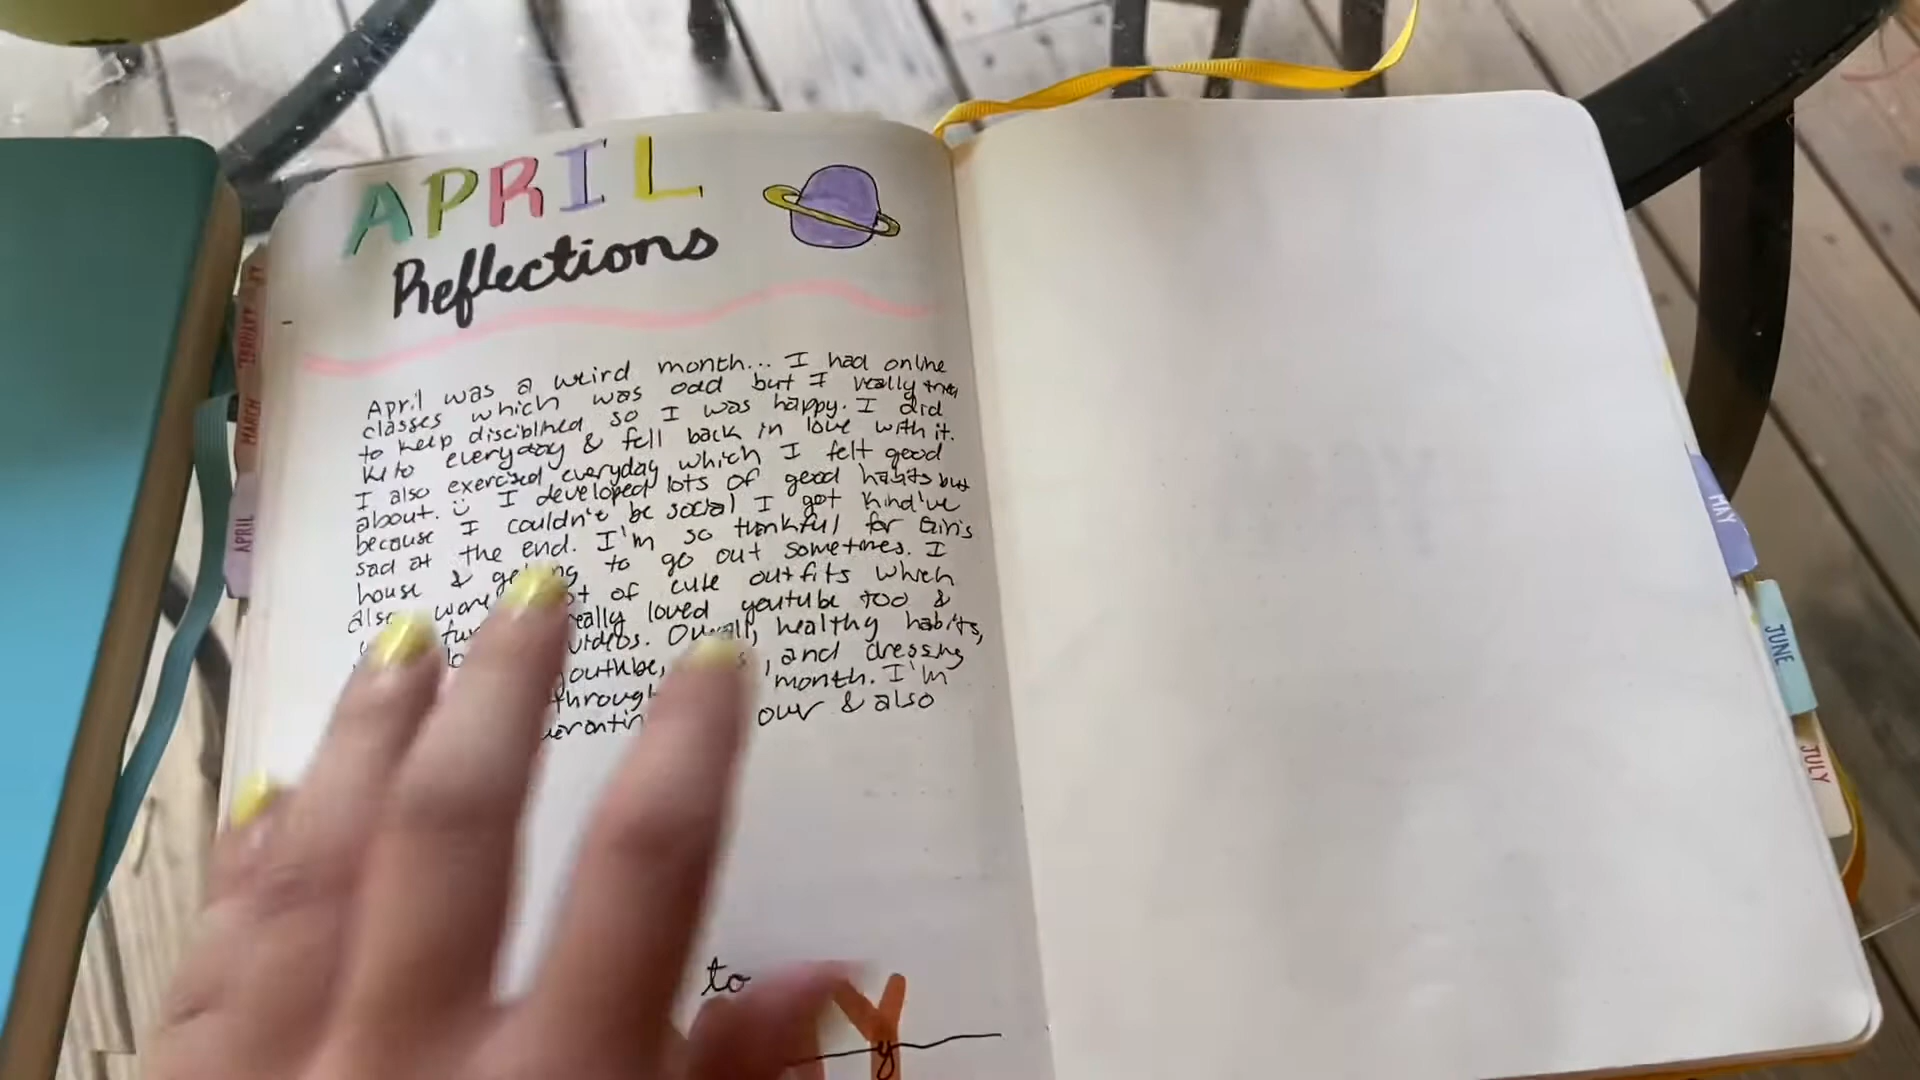 APRIL
Reflections
April was a weird month... I had online
classes which was odd but I really tried
to keep disciplined so I was happy. I did
keto everyday & fell back in love with it.
I also exercised everyday which I felt good
about. I developed lots of good habits but
because I couldn't be social I got kind've
sad at the end. I'm so thankful for
house & to go out sometimes. I
also wore of cute outfits which
really loved youtube too &
videos. Overall, healthy habits,
and dressing
through month. I'm
our & also
to
Y
y
FEBRUARY
MARCH
APRIL
MAY
JUNE
JULY